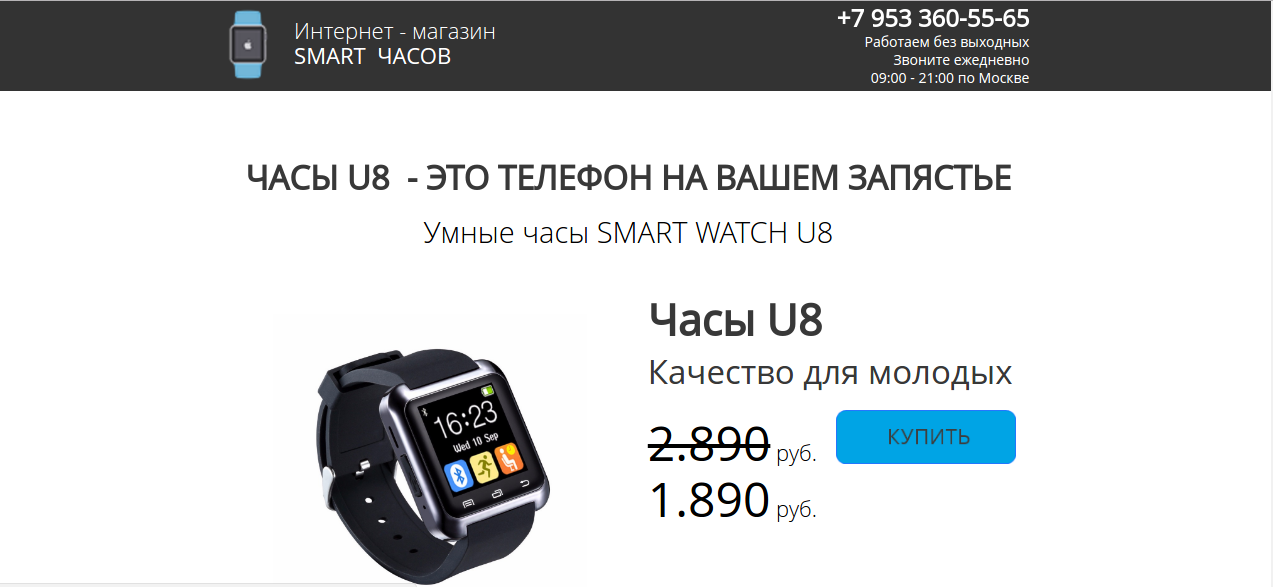 Интернет - магазин
SMART ЧАСОВ
+7 953 360-55-65
Работаем без выходных
Звоните ежедневно
09:00 - 21:00 по Москве
ЧАСЫ U8 - ЭТО ТЕЛЕФОН НА ВАШЕМ ЗАПЯСТЬЕ
Умные часы SMART WATCH U8
Часы U8
Качество для молодых
2.890 руб.
КУПИТЬ
1.890 руб.
16:23
Wed 10 Sep